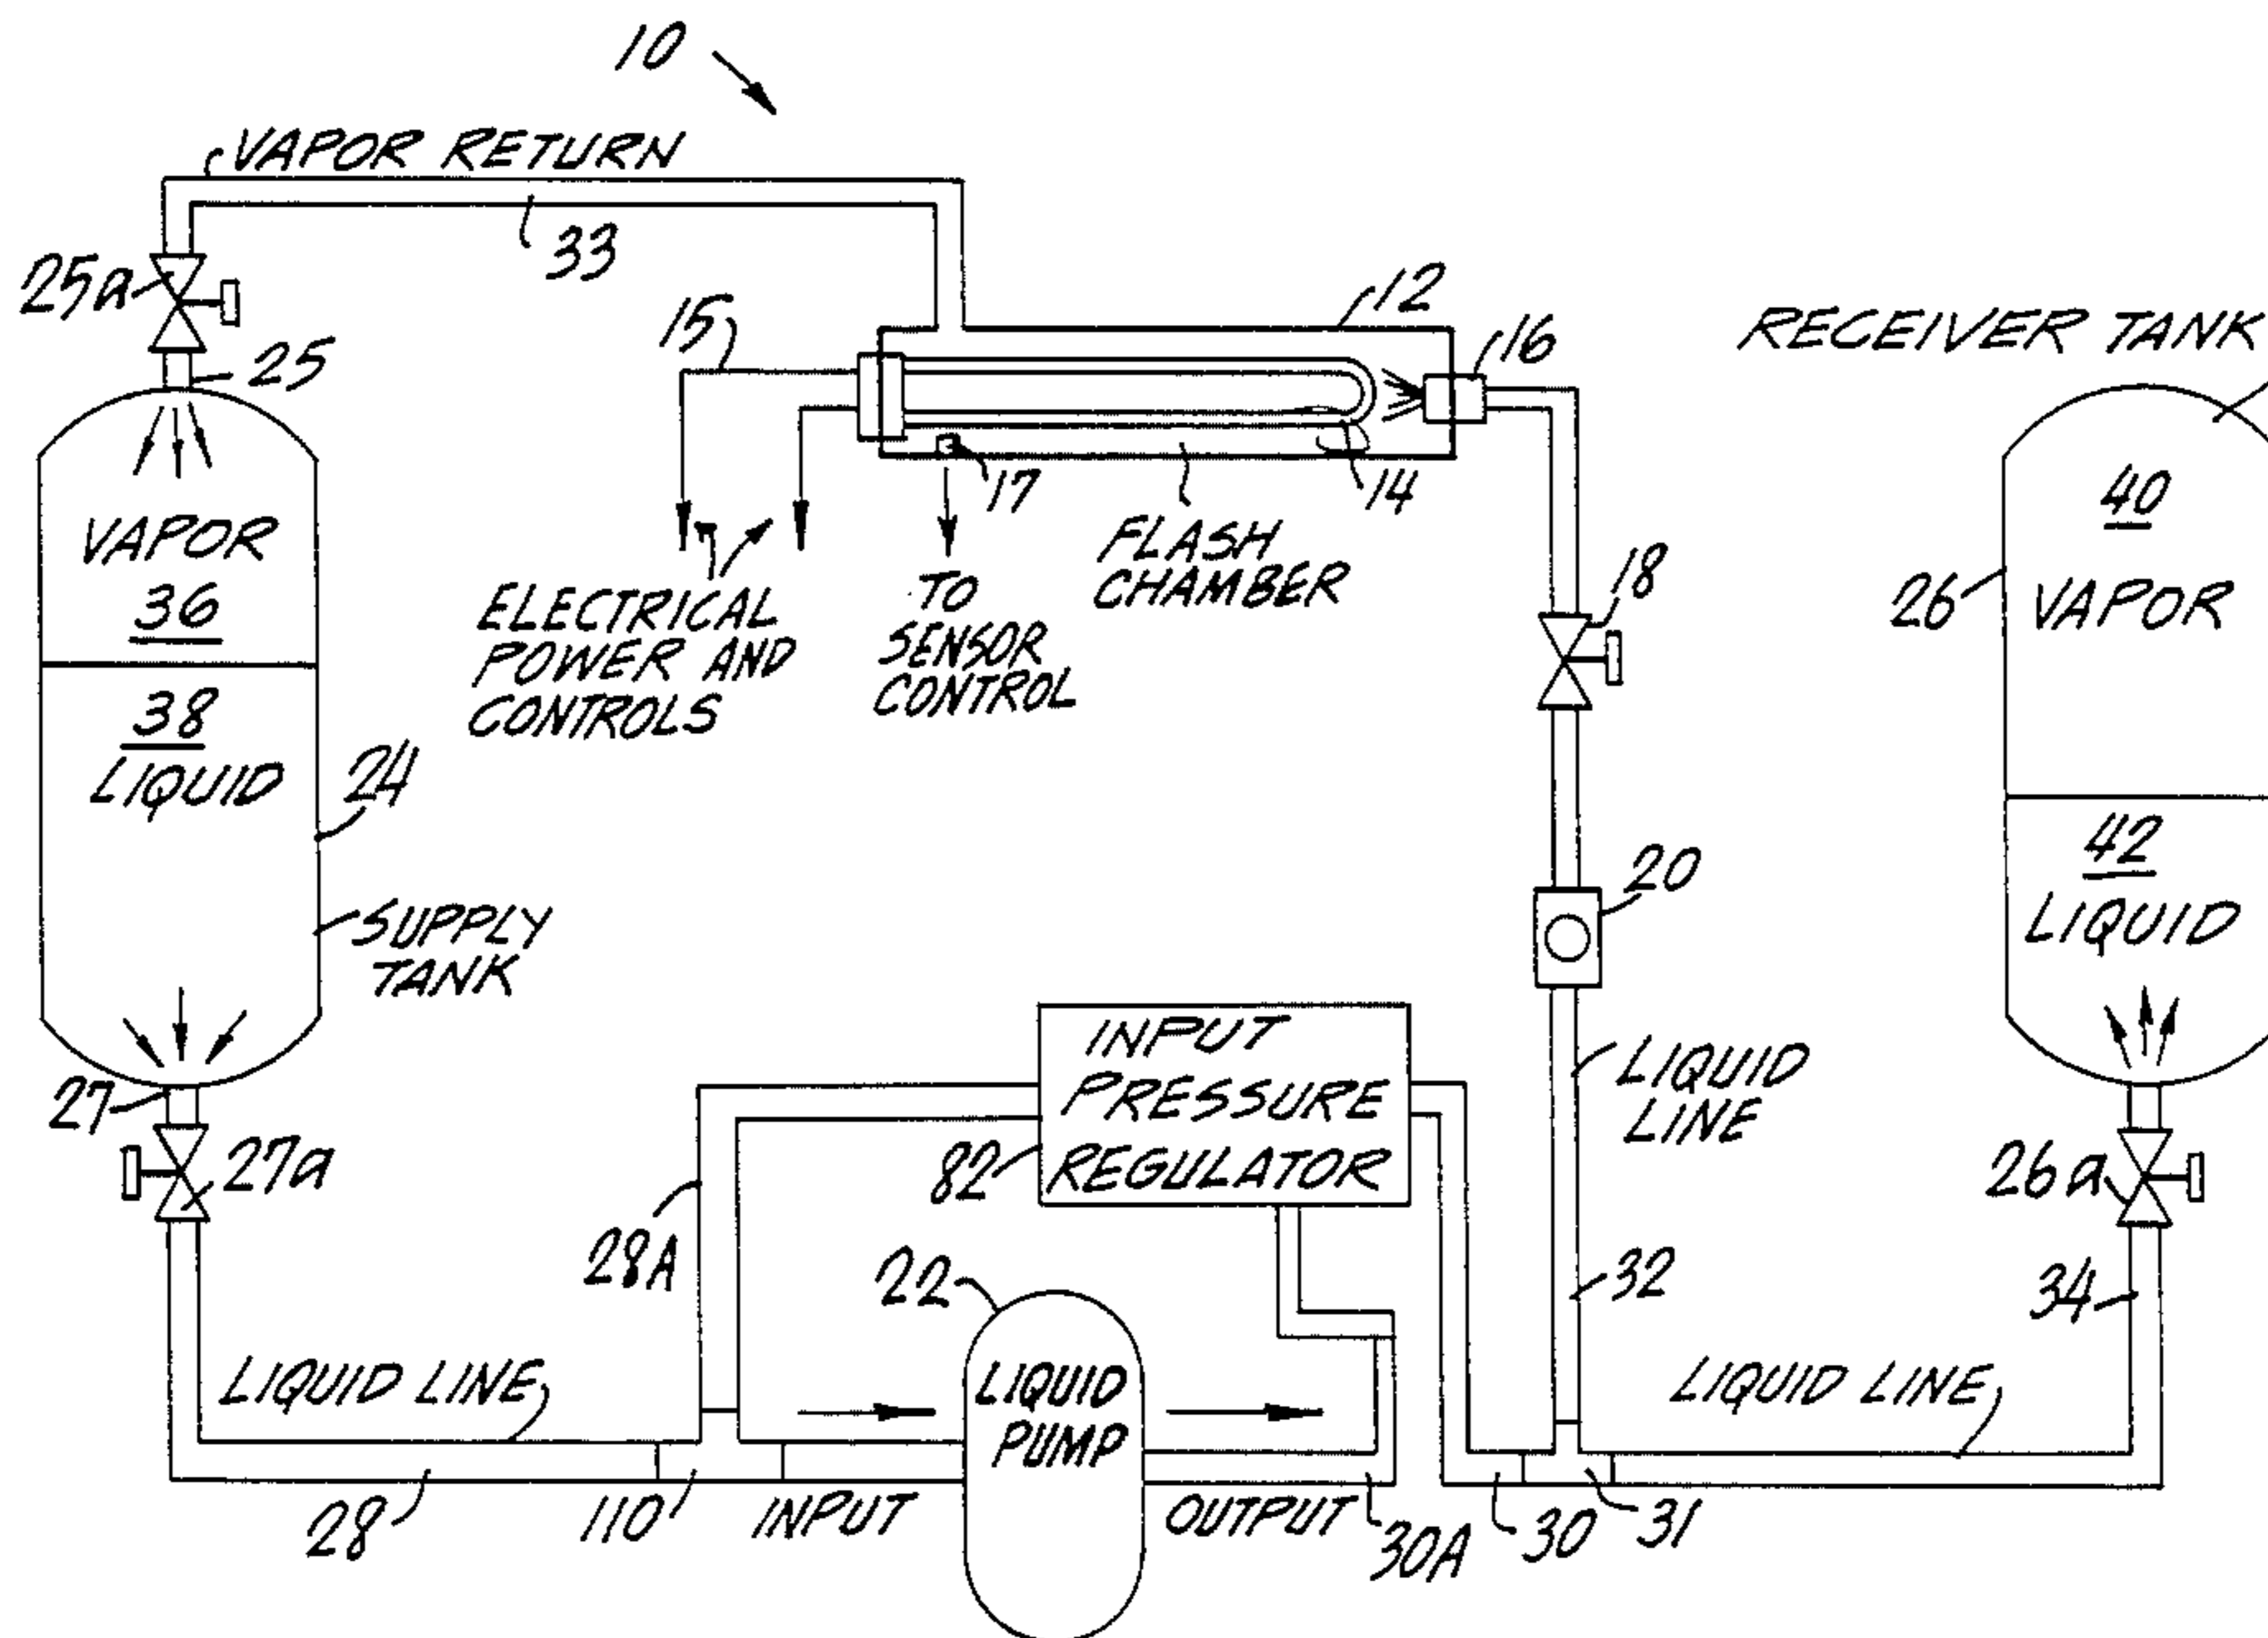 10
VAPOR RETURN
33
25a
25
15
12
16
RECEIVER TANK
17
14
VAPOR
36
38
LIQUID
24
SUPPLY
TANK
ELECTRICAL
POWER AND
CONTROLS
TO
SENSOR
CONTROL
FLASH
CHAMBER
18
20
40
26
VAPOR
42
LIQUID
27
27a
INPUT
PRESSURE
REGULATOR
82
LIQUID
LINE
26a
28A
22
32
34
LIQUID LINE
LIQUID
PUMP
LIQUID LINE
28
110
INPUT
OUTPUT
30A
30
31